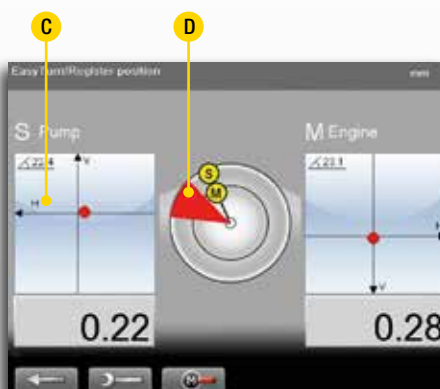 C D
EasyTurn/Register position mm
S Pump M Engine
22.4 V
H
S
M
23.1
H
V
0.22 0.28
M